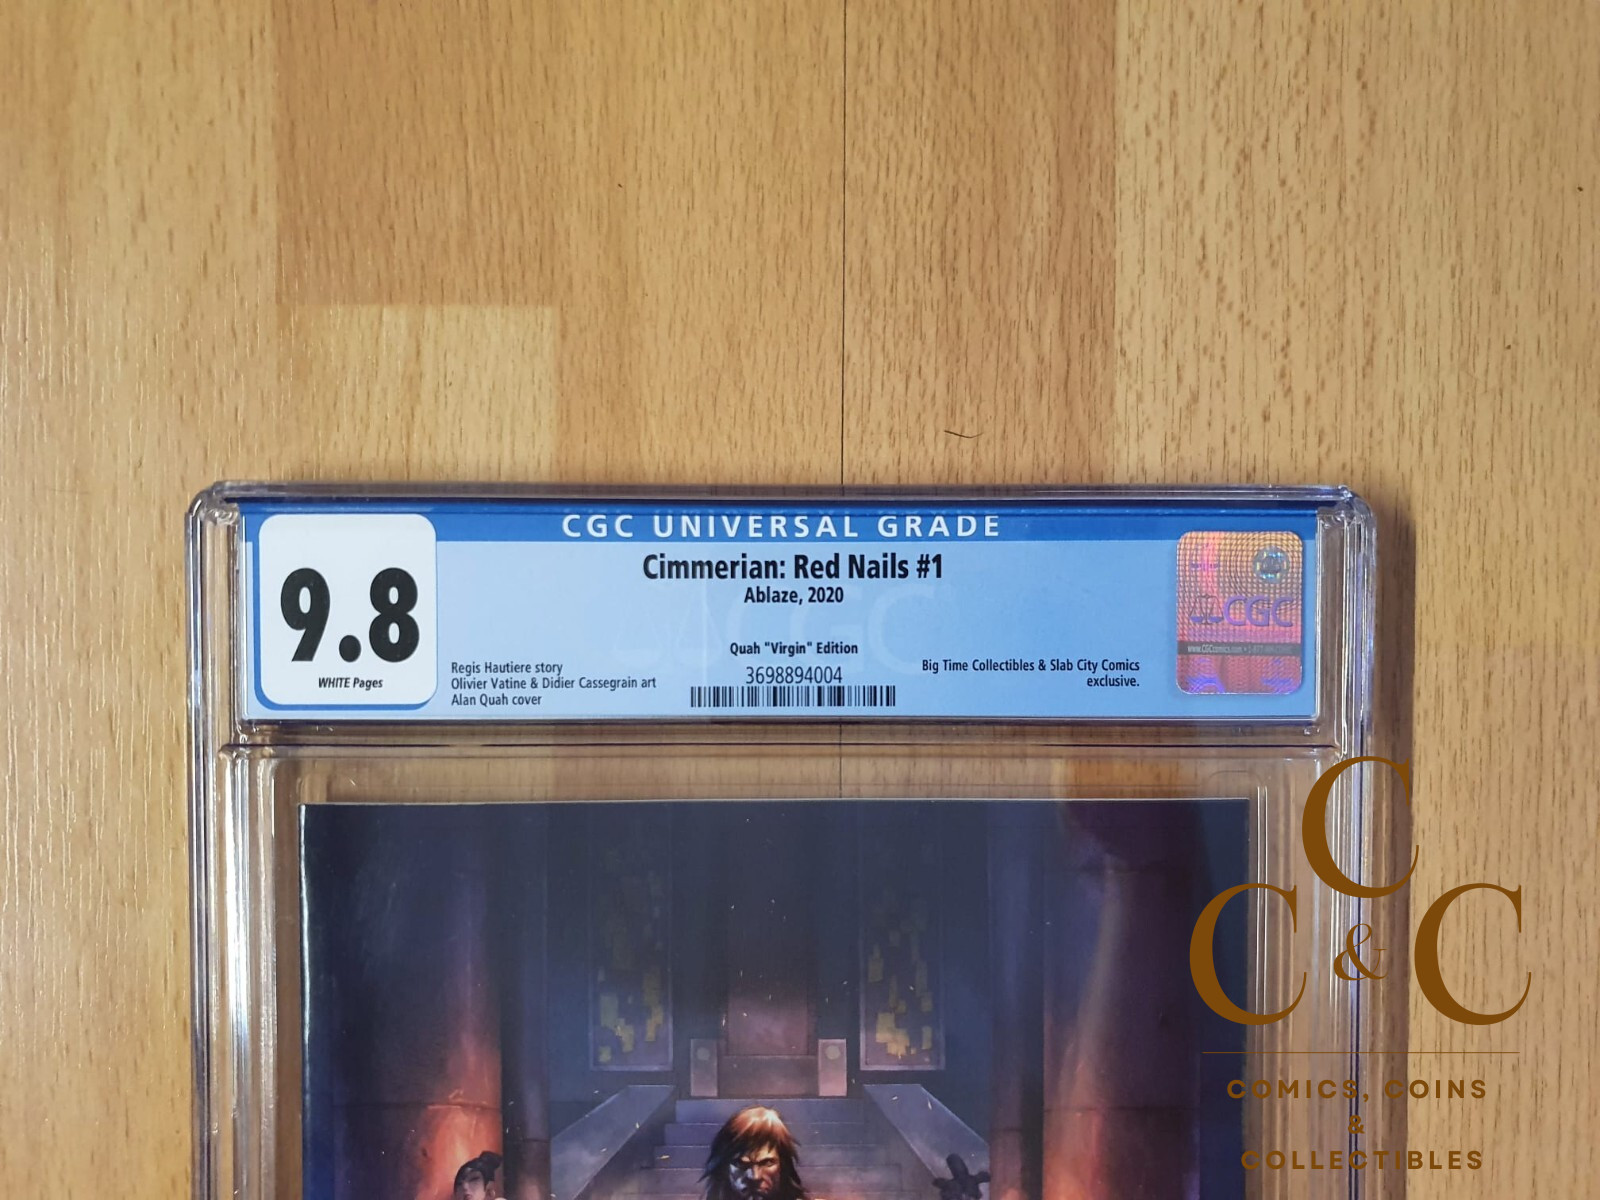 CGC UNIVERSAL GRADE
9.8
WHITE Pages
Cimmerian: Red Nails #1
Ablaze, 2020
Quah "Virgin" Edition
3698894004
Regis Hautiere story
Olivier Vatine & Didier Cassegrain art
Alan Quah cover
Big Time Collectibles & Slab City Comics
exclusive.
CGC
C
C & C
COMICS, COINS
&
COLLECTIBLES